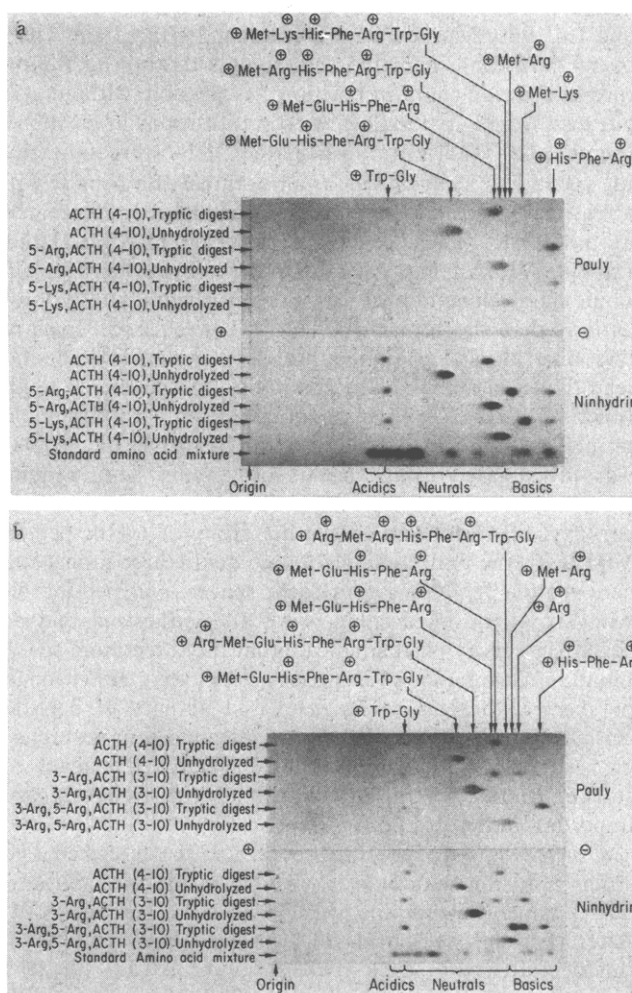 a
⊕ Met-Lys-His-Phe-Arg-Trp-Gly
⊕ Met-Arg-His-Phe-Arg-Trp-Gly
⊕ Met-Glu-His-Phe-Arg
⊕ Met-Glu-His-Phe-Arg-Trp-Gly
⊕ Trp-Gly
⊕ Met-Arg
⊕ Met-Lys
⊕ His-Phe-Arg
ACTH (4-10), Tryptic digest
ACTH (4-10), Unhydrolyzed
5-Arg, ACTH (4-10), Tryptic digest
5-Arg, ACTH (4-10), Unhydrolyzed
5-Lys, ACTH (4-10), Tryptic digest
5-Lys, ACTH (4-10), Unhydrolyzed
Pauly
⊕ ⊖
ACTH (4-10), Tryptic digest
ACTH (4-10), Unhydrolyzed
5-Arg, ACTH (4-10), Tryptic digest
5-Arg, ACTH (4-10), Unhydrolyzed
5-Lys, ACTH (4-10), Tryptic digest
5-Lys, ACTH (4-10), Unhydrolyzed
Standard amino acid mixture
Ninhydrin
Origin Acidics Neutrals Basics
b
⊕ Arg-Met-Arg-His-Phe-Arg-Trp-Gly
⊕ Met-Glu-His-Phe-Arg
⊕ Met-Glu-His-Phe-Arg
⊕ Arg-Met-Glu-His-Phe-Arg-Trp-Gly
⊕ Met-Glu-His-Phe-Arg-Trp-Gly
⊕ Trp-Gly
⊕ Met-Arg
⊕ Arg
⊕ His-Phe-Arg
ACTH (4-10) Tryptic digest
ACTH (4-10) Unhydrolyzed
3-Arg, ACTH (3-10) Tryptic digest
3-Arg, ACTH (3-10) Unhydrolyzed
3-Arg, 5-Arg, ACTH (3-10) Tryptic digest
3-Arg, 5-Arg, ACTH (3-10) Unhydrolyzed
Pauly
⊕ ⊖
ACTH (4-10) Tryptic digest
ACTH (4-10) Unhydrolyzed
3-Arg, ACTH (3-10) Tryptic digest
3-Arg, ACTH (3-10) Unhydrolyzed
3-Arg, 5-Arg, ACTH (3-10) Tryptic digest
3-Arg, 5-Arg, ACTH (3-10) Unhydrolyzed
Standard Amino acid mixture
Ninhydrin
Origin Acidics Neutrals Basics